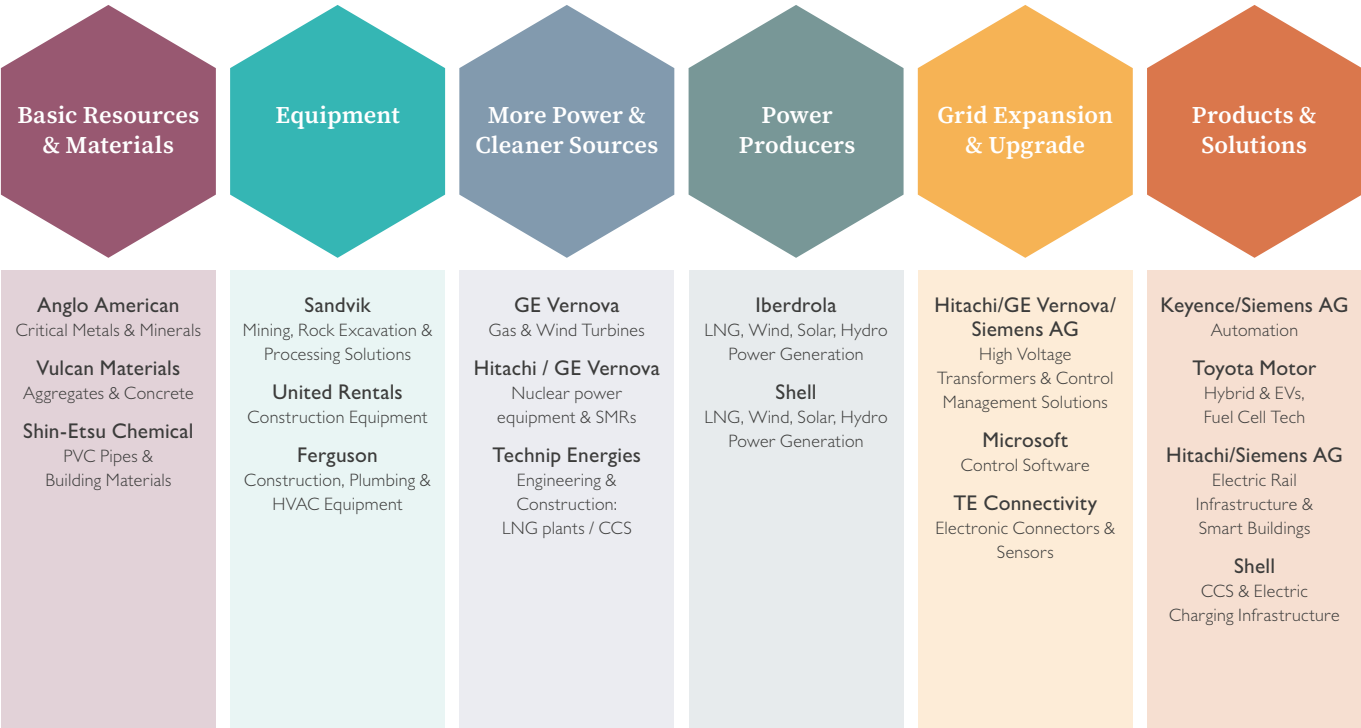 Basic Resources
& Materials
Equipment
More Power &
Cleaner Sources
Power
Producers
Grid Expansion
& Upgrade
Products &
Solutions
Anglo American
Critical Metals & Minerals
Vulcan Materials
Aggregates & Concrete
Shin-Etsu Chemical
PVC Pipes &
Building Materials
Sandvik
Mining, Rock Excavation &
Processing Solutions
United Rentals
Construction Equipment
Ferguson
Construction, Plumbing &
HVAC Equipment
GE Vernova
Gas & Wind Turbines
Hitachi / GE Vernova
Nuclear power
equipment & SMRs
Technip Energies
Engineering &
Construction:
LNG plants / CCS
Iberdrola
LNG, Wind, Solar, Hydro
Power Generation
Shell
LNG, Wind, Solar, Hydro
Power Generation
Hitachi/GE Vernova/
Siemens AG
High Voltage
Transformers & Control
Management Solutions
Microsoft
Control Software
TE Connectivity
Electronic Connectors &
Sensors
Keyence/Siemens AG
Automation
Toyota Motor
Hybrid & EVs,
Fuel Cell Tech
Hitachi/Siemens AG
Electric Rail
Infrastructure &
Smart Buildings
Shell
CCS & Electric
Charging Infrastructure